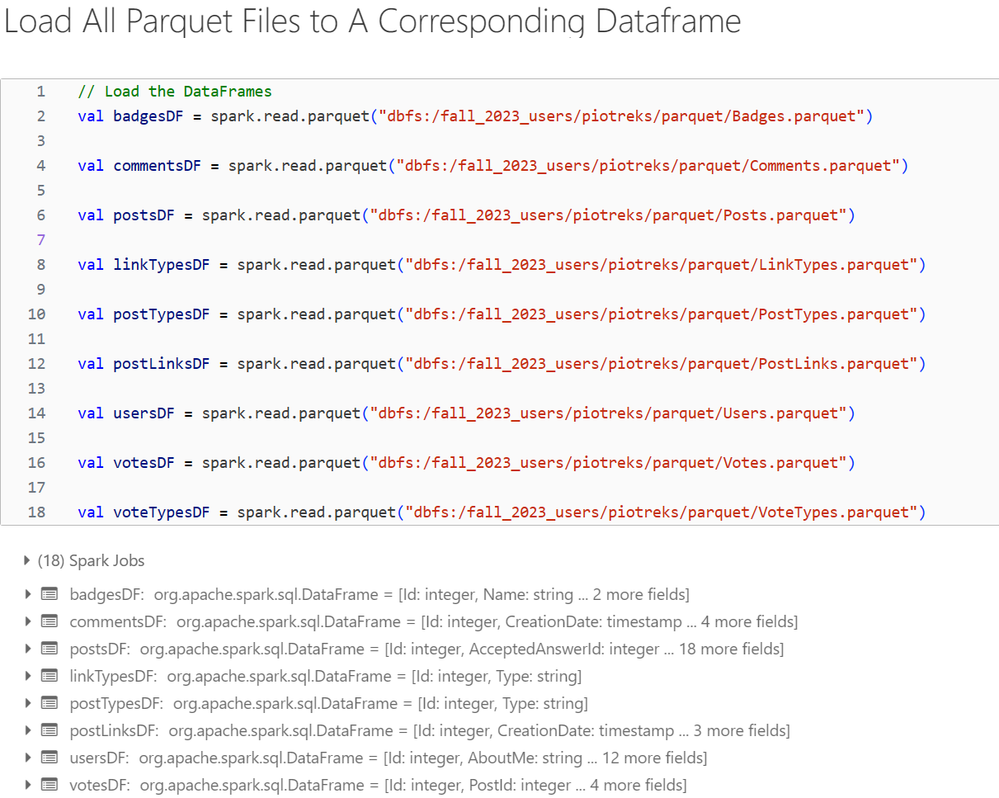 Load All Parquet Files to A Corresponding Dataframe
1 // Load the DataFrames
2 val badgesDF = spark.read.parquet("dbfs:/fall_2023_users/piotreks/parquet/Badges.parquet")
3
4 val commentsDF = spark.read.parquet("dbfs:/fall_2023_users/piotreks/parquet/Comments.parquet")
5
6 val postsDF = spark.read.parquet("dbfs:/fall_2023_users/piotreks/parquet/Posts.parquet")
7
8 val linkTypesDF = spark.read.parquet("dbfs:/fall_2023_users/piotreks/parquet/LinkTypes.parquet")
9
10 val postTypesDF = spark.read.parquet("dbfs:/fall_2023_users/piotreks/parquet/PostTypes.parquet")
11
12 val postLinksDF = spark.read.parquet("dbfs:/fall_2023_users/piotreks/parquet/PostLinks.parquet")
13
14 val usersDF = spark.read.parquet("dbfs:/fall_2023_users/piotreks/parquet/Users.parquet")
15
16 val votesDF = spark.read.parquet("dbfs:/fall_2023_users/piotreks/parquet/Votes.parquet")
17
18 val voteTypesDF = spark.read.parquet("dbfs:/fall_2023_users/piotreks/parquet/VoteTypes.parquet")
(18) Spark Jobs
badgesDF: org.apache.spark.sql.DataFrame = [Id: integer, Name: string ... 2 more fields]
commentsDF: org.apache.spark.sql.DataFrame = [Id: integer, CreationDate: timestamp ... 4 more fields]
postsDF: org.apache.spark.sql.DataFrame = [Id: integer, AcceptedAnswerId: integer ... 18 more fields]
linkTypesDF: org.apache.spark.sql.DataFrame = [Id: integer, Type: string]
postTypesDF: org.apache.spark.sql.DataFrame = [Id: integer, Type: string]
postLinksDF: org.apache.spark.sql.DataFrame = [Id: integer, CreationDate: timestamp ... 3 more fields]
usersDF: org.apache.spark.sql.DataFrame = [Id: integer, AboutMe: string ... 12 more fields]
votesDF: org.apache.spark.sql.DataFrame = [Id: integer, PostId: integer ... 4 more fields]